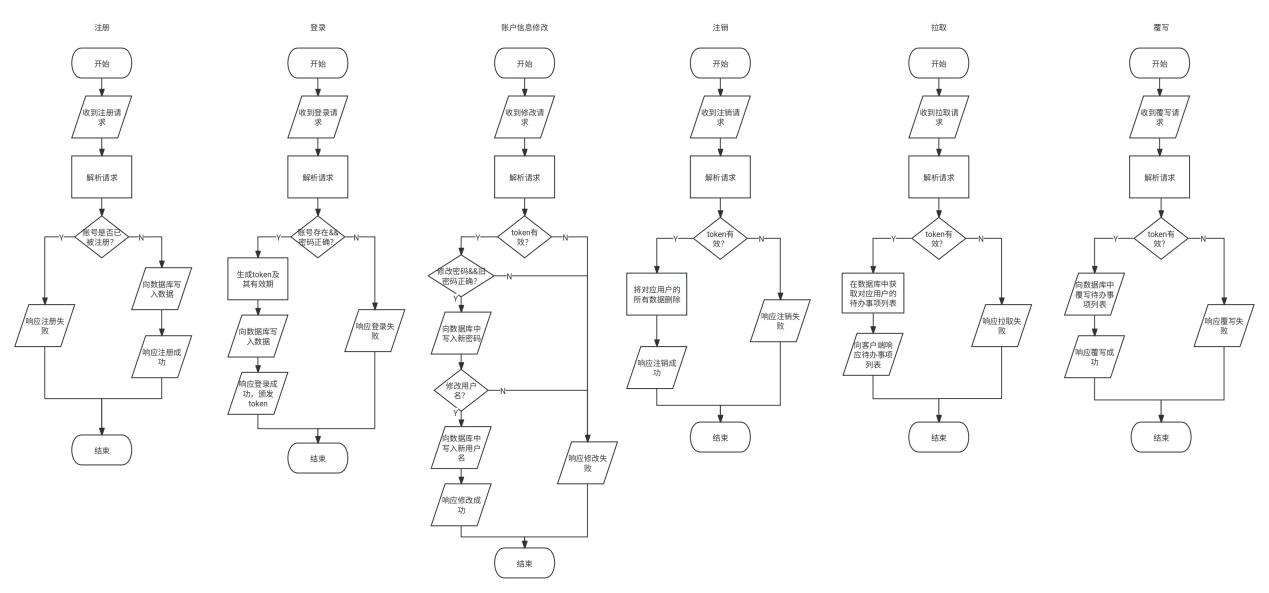 注册
开始
收到注册请
求
解析请求
账号是否已
被注册?
Y
N
向数据库写
入数据
响应注册失
败
响应注册成
功
结束
登录
开始
收到登录请
求
解析请求
账号存在&&
密码正确?
Y
N
生成token及
其有效期
向数据库写
入数据
响应登录失
败
响应登录成
功，颁发
token
结束
账户信息修改
开始
收到修改请
求
解析请求
token有
效?
Y
N
修改密码&&旧
密码正确?
N
Y
向数据库中
写入新密码
修改用户
名?
N
Y
向数据库中
写入新用户
名
响应修改失
败
响应修改成
功
结束
注销
开始
收到注销请
求
解析请求
token有
效?
Y
N
将对应用户的
所有数据删除
响应注销失
败
响应注销成
功
结束
拉取
开始
收到拉取请
求
解析请求
token有
效?
Y
N
在数据库中获
取对应用户的
待办事项列表
响应拉取失
败
向客户端响
应待办事项
列表
结束
覆写
开始
收到覆写请
求
解析请求
token有
效?
Y
N
向数据库中
覆写待办事
项列表
响应覆写失
败
响应覆写成
功
结束